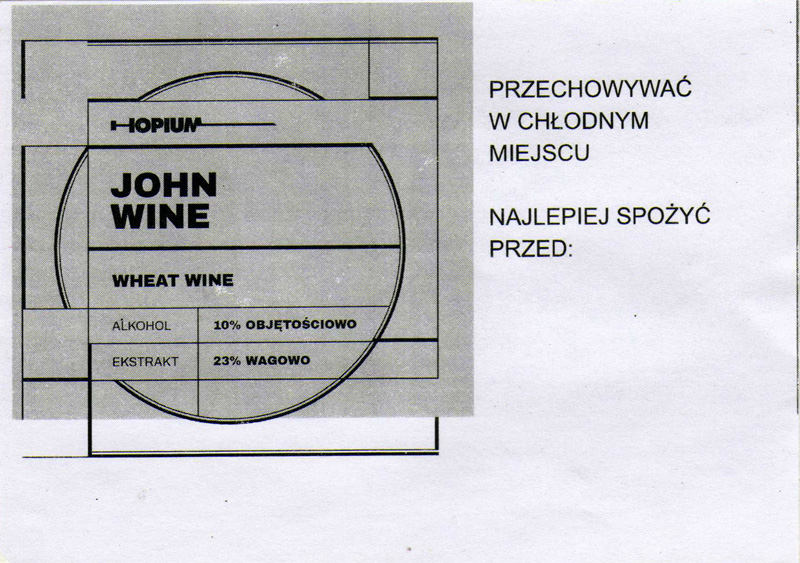 HOPIUM
JOHN
WINE
WHEAT WINE
ALKOHOL 10% OBJĘTOŚCIOWO
EKSTRAKT 23% WAGOWO
PRZECHOWYWAĆ
W CHŁODNYM
MIEJSCU
NAJLEPIEJ SPOŻYĆ
PRZED: